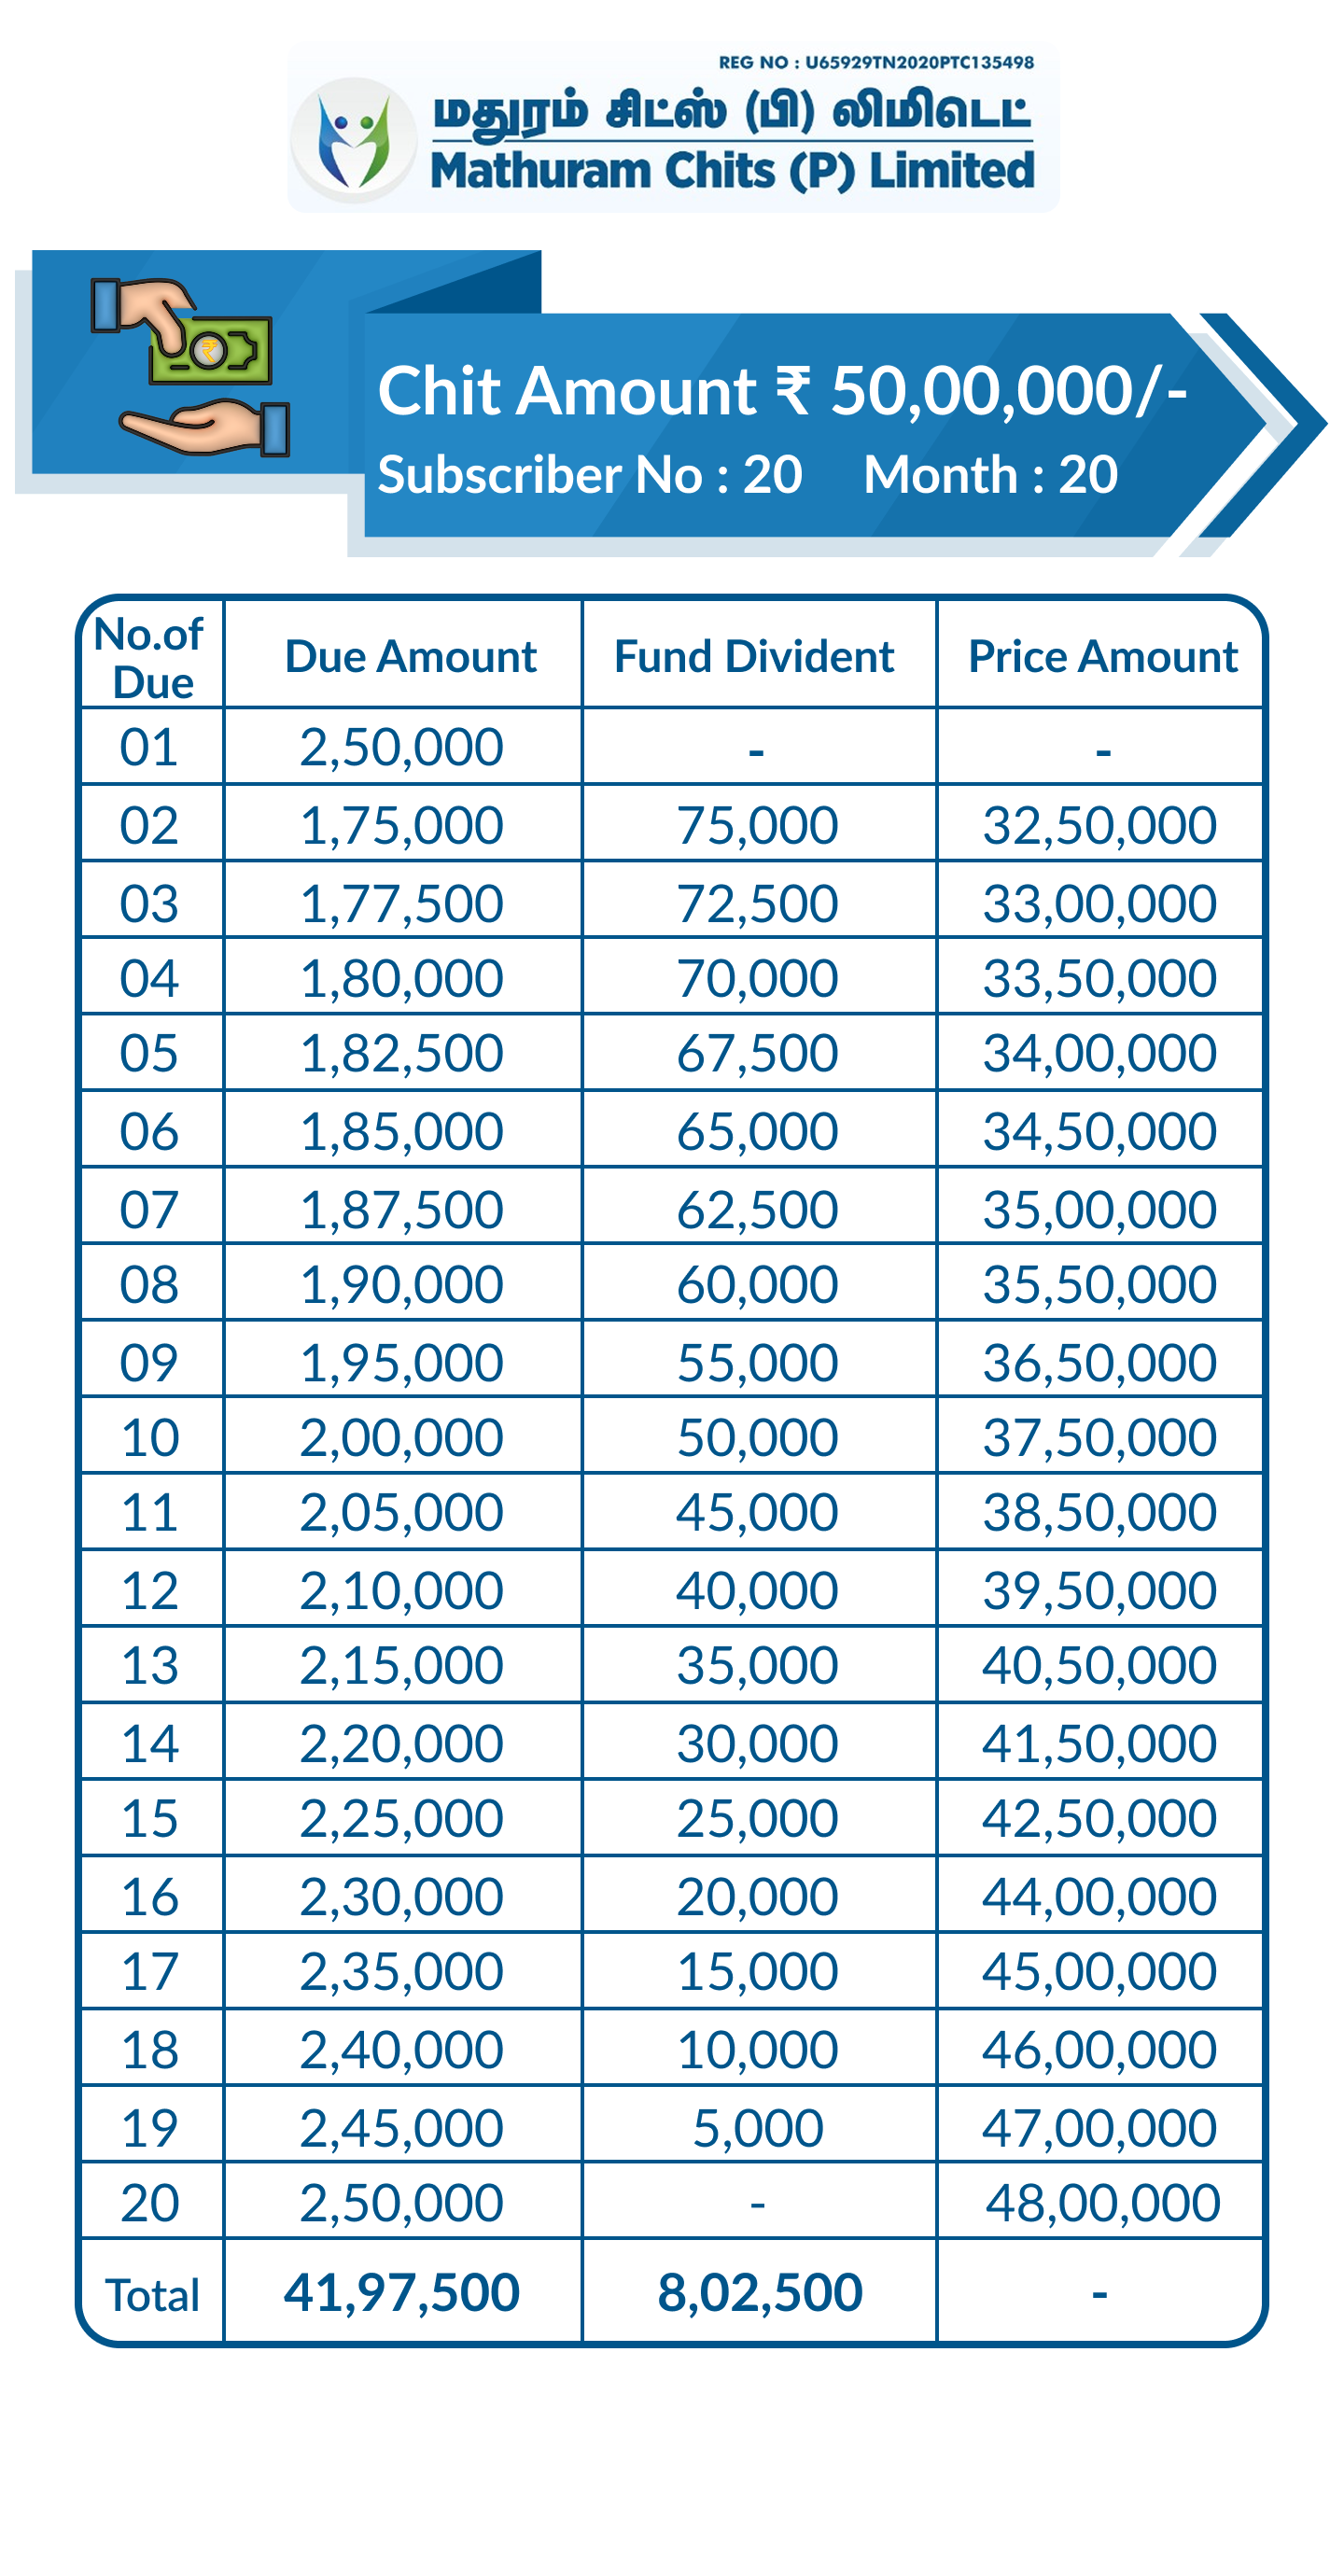 REG NO : U65929TN2020PTC135498
மதுரம் சிட்ஸ் (பி) லிமிடெட்
Mathuram Chits (P) Limited
₹
Chit Amount ₹ 50,00,000/-
Subscriber No : 20 Month : 20
No.of Due Due Amount Fund Divident Price Amount
01 2,50,000 - -
02 1,75,000 75,000 32,50,000
03 1,77,500 72,500 33,00,000
04 1,80,000 70,000 33,50,000
05 1,82,500 67,500 34,00,000
06 1,85,000 65,000 34,50,000
07 1,87,500 62,500 35,00,000
08 1,90,000 60,000 35,50,000
09 1,95,000 55,000 36,50,000
10 2,00,000 50,000 37,50,000
11 2,05,000 45,000 38,50,000
12 2,10,000 40,000 39,50,000
13 2,15,000 35,000 40,50,000
14 2,20,000 30,000 41,50,000
15 2,25,000 25,000 42,50,000
16 2,30,000 20,000 44,00,000
17 2,35,000 15,000 45,00,000
18 2,40,000 10,000 46,00,000
19 2,45,000 5,000 47,00,000
20 2,50,000 - 48,00,000
Total 41,97,500 8,02,500 -